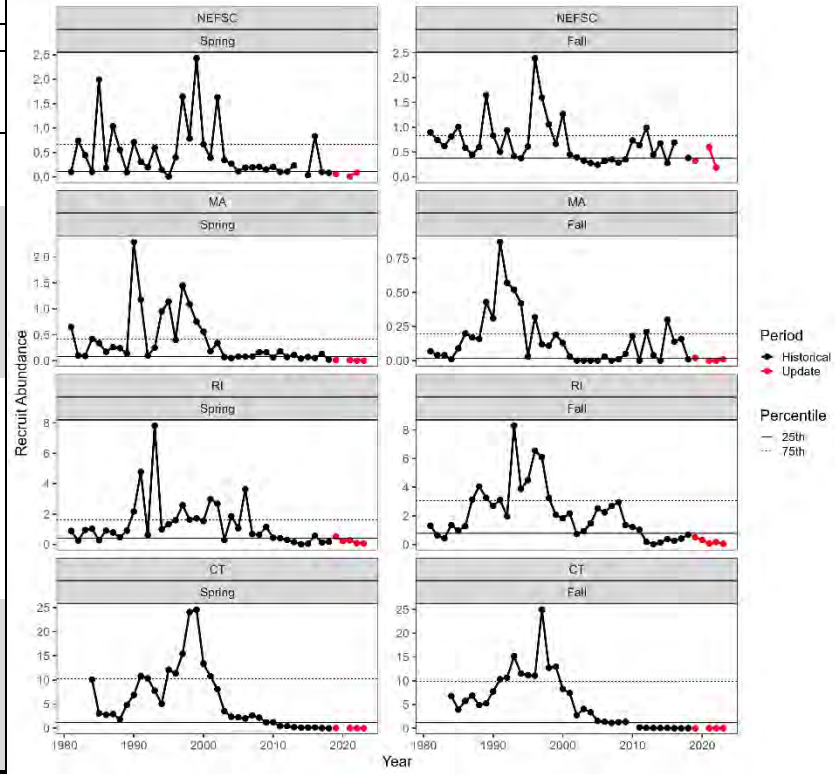 NEFSC
Spring
2.5
2.0
1.5
1.0
0.5
0.0
NEFSC
Fall
2.5
2.0
1.5
1.0
0.5
0.0
MA
Spring
2.0
1.5
1.0
0.5
0.0
MA
Fall
0.75
0.50
0.25
0.00
RI
Spring
8
6
4
2
0
RI
Fall
8
6
4
2
0
CT
Spring
25
20
15
10
5
0
1980
1990
2000
2010
2020
CT
Fall
25
20
15
10
5
0
1980
1990
2000
2010
2020
Recruit Abundance
Year
Period
Historical
Update
Percentile
25th
75th